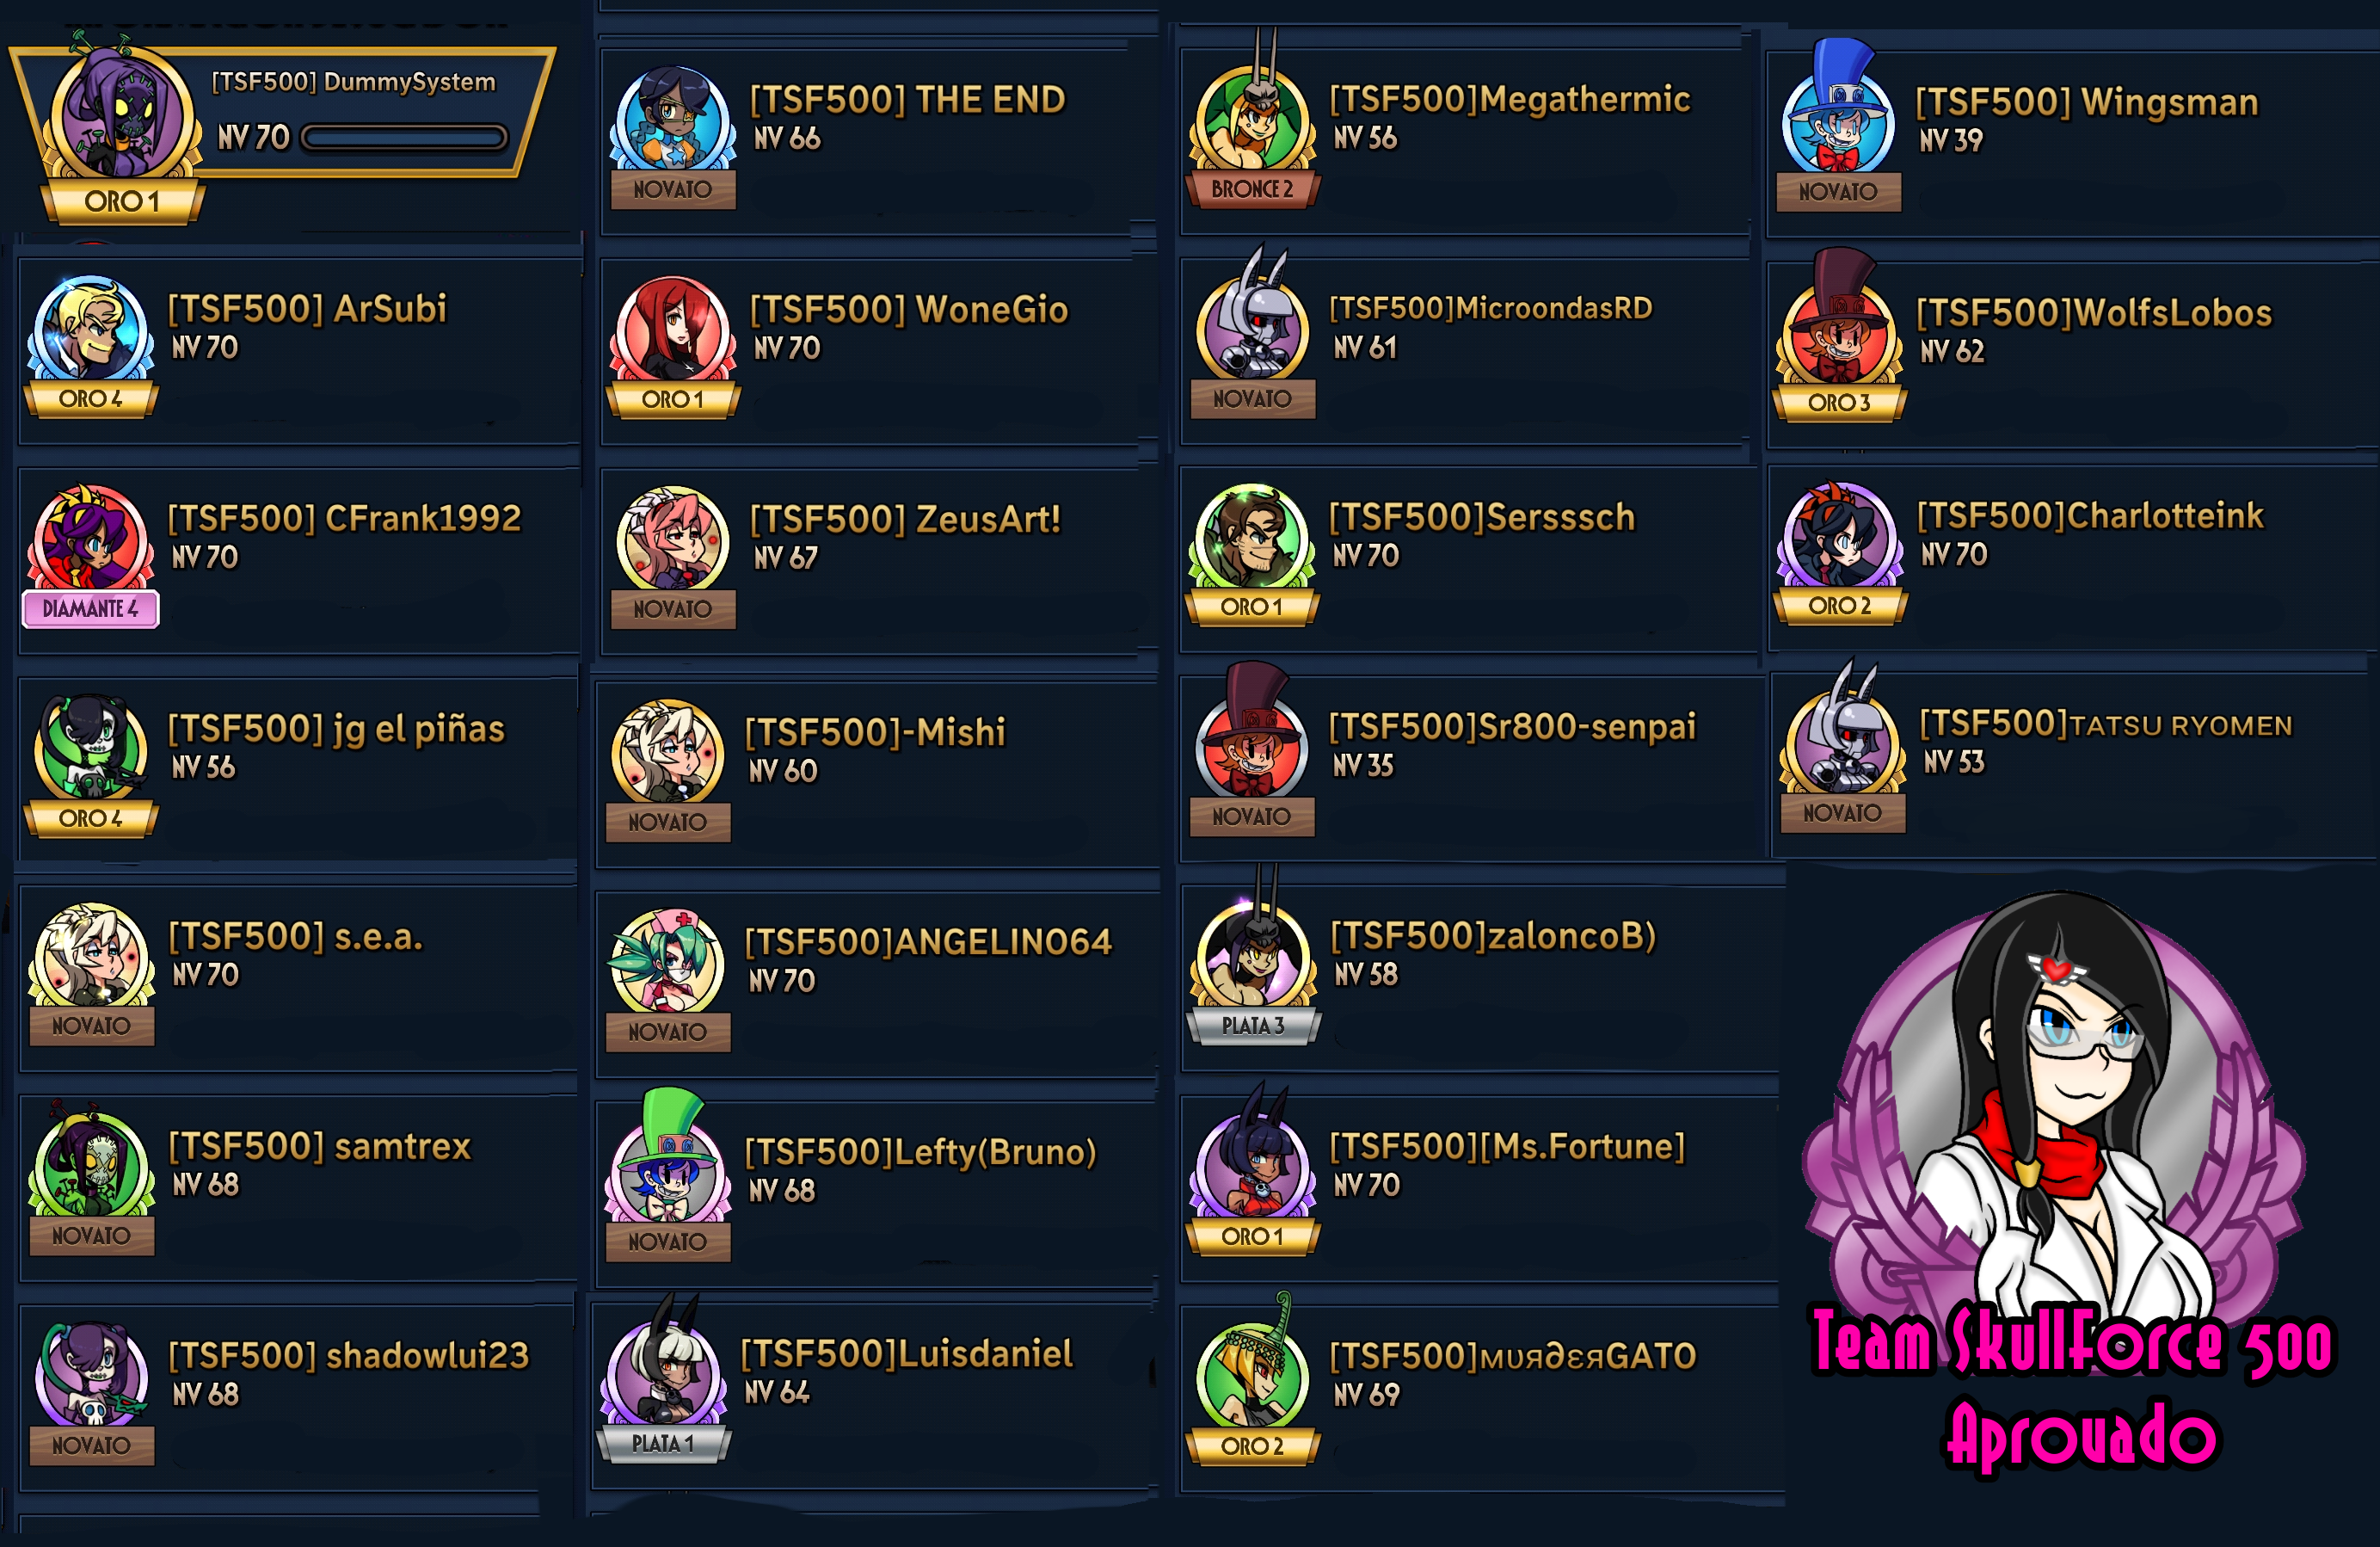 [TSF500] DummySystem
NV 70
ORO 1
[TSF500] ArSubi
NV 70
ORO 4
[TSF500] CFrank1992
NV 70
DIAMANTE 4
[TSF500] jg el piñas
NV 56
ORO 4
[TSF500] s.e.a.
NV 70
NOVATO
[TSF500] samtrex
NV 68
NOVATO
[TSF500] shadowlui23
NV 68
NOVATO
[TSF500] THE END
NV 66
NOVATO
[TSF500] WoneGio
NV 70
ORO 1
[TSF500] ZeusArt!
NV 67
NOVATO
[TSF500]-Mishi
NV 60
NOVATO
[TSF500]ANGELINO64
NV 70
NOVATO
[TSF500]Lefty(Bruno)
NV 68
NOVATO
[TSF500]Luisdaniel
NV 64
PLATA 1
[TSF500]Megathermic
NV 56
BRONCE 2
[TSF500]MicroondasRD
NV 61
NOVATO
[TSF500]Sersssch
NV 70
ORO 1
[TSF500]Sr800-senpai
NV 35
NOVATO
[TSF500]zaloncoB)
NV 58
PLATA 3
[TSF500][Ms.Fortune]
NV 70
ORO 1
[TSF500]мυя∂εяGATO
NV 69
ORO 2
[TSF500] Wingsman
NV 39
NOVATO
[TSF500]WolfsLobos
NV 62
ORO 3
[TSF500]Charlotteink
NV 70
ORO 2
[TSF500]TATSU RYOMEN
NV 53
NOVATO
Team SkullForce 500
Aprovado